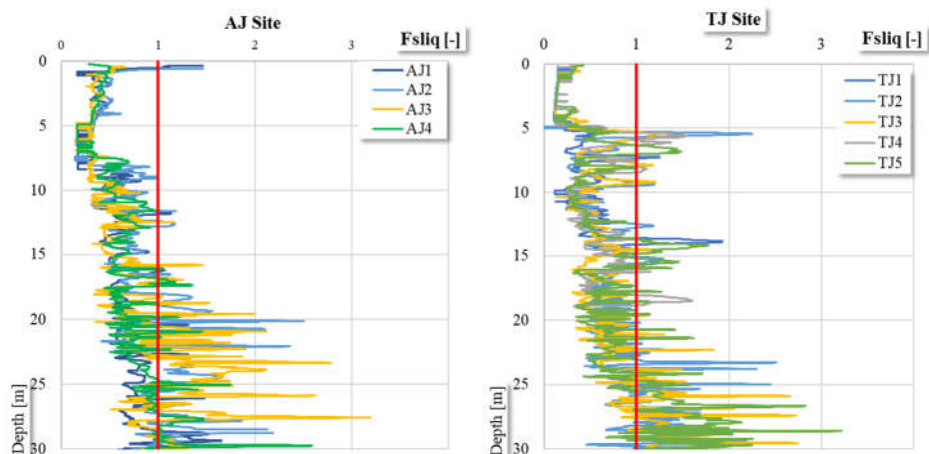 AJ Site
0 1 2 3 Fsliq [-]
0
5
10
15
20
25
30
Depth [m]
AJ1
AJ2
AJ3
AJ4
TJ Site
0 1 2 3 Fsliq [-]
0
5
10
15
20
25
30
Depth [m]
TJ1
TJ2
TJ3
TJ4
TJ5